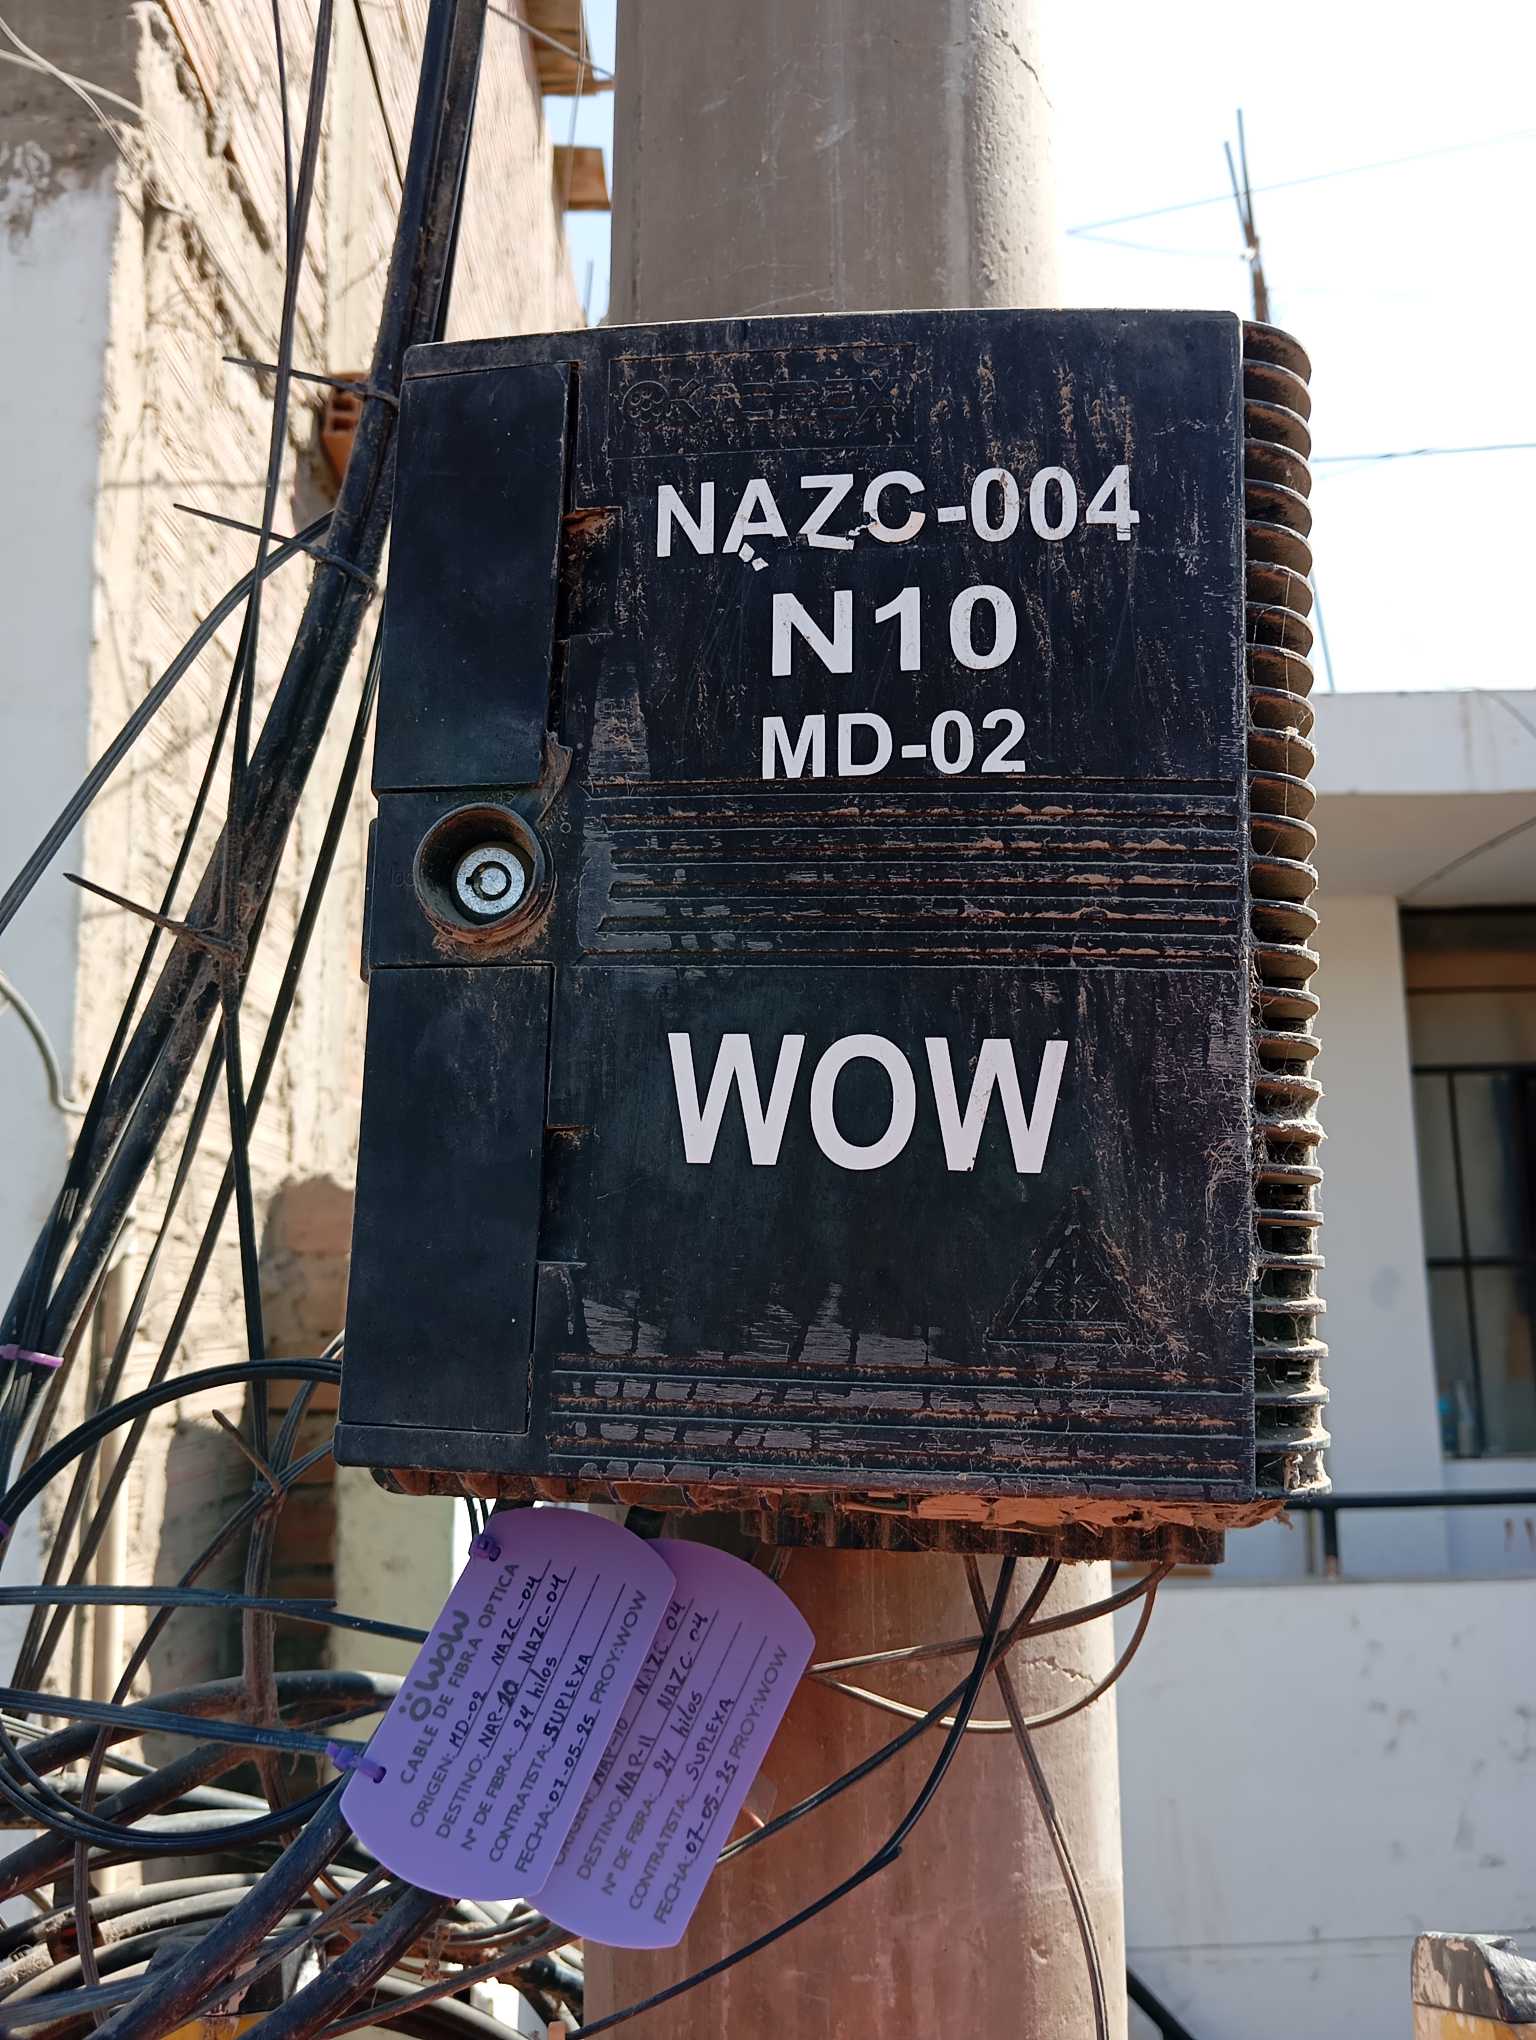 NAZC-004
N10
MD-02
WOW
WOW
CABLE DE FIBRA OPTICA
ORIGEN: MD-02 NAZC-04
DESTINO: NAP-10 NAZC-04
N° DE FIBRA: 24 hilos
CONTRATISTA: SUPLEXA
FECHA: 07-05-25 PROY:WOW
ORIGEN: NAP-10 NAZC-04
DESTINO: NAP-11 NAZC-04
N° DE FIBRA: 24 hilos
CONTRATISTA: SUPLEXA
FECHA: 07-05-25 PROY:WOW